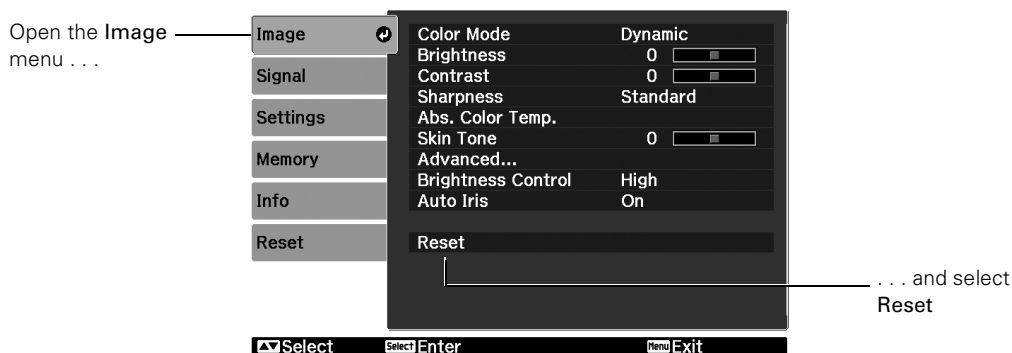 Open the Image
menu . . .
Image
Signal
Settings
Memory
Info
Reset
Color Mode Dynamic
Brightness 0
Contrast 0
Sharpness Standard
Abs. Color Temp.
Skin Tone 0
Advanced...
Brightness Control High
Auto Iris On
Reset
. . . and select
Reset
Select Select Enter Menu Exit